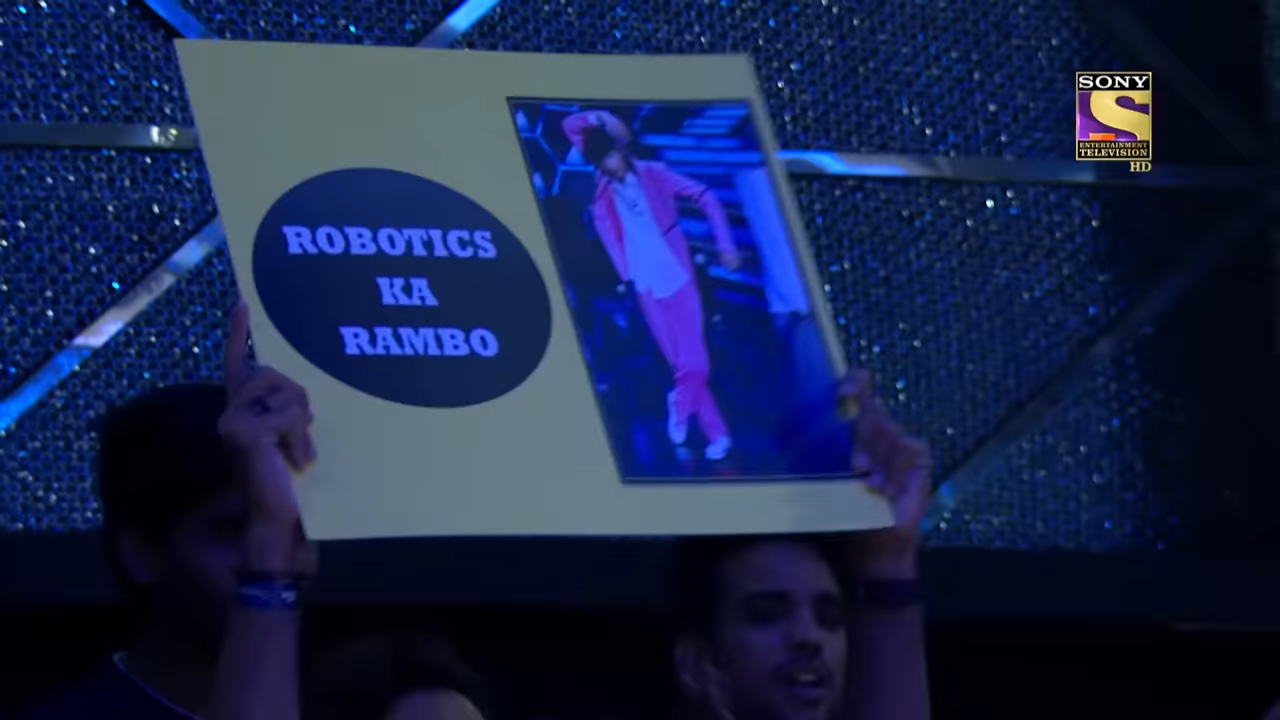 SONY
ENTERTAINMENT
TELEVISION
HD
ROBOTICS
KA
RAMBO